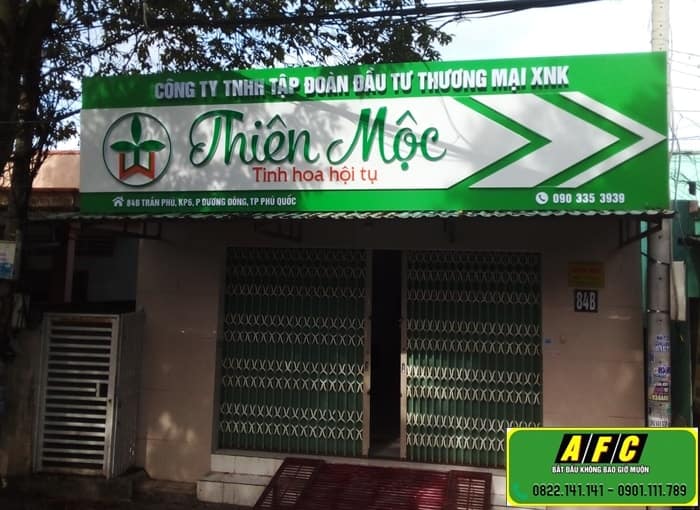 CÔNG TY TNHH TẬP ĐOÀN ĐẦU TƯ THƯƠNG MẠI XNK
Thiên Mộc
Tinh hoa hội tụ
84B TRẦN PHÚ, KP5, P DƯƠNG ĐÔNG, TP PHÚ QUỐC
090 335 3939
84B
AFC
BẮT ĐẦU KHÔNG BAO GIỜ MUỘN
0822.141.141 - 0901.111.789